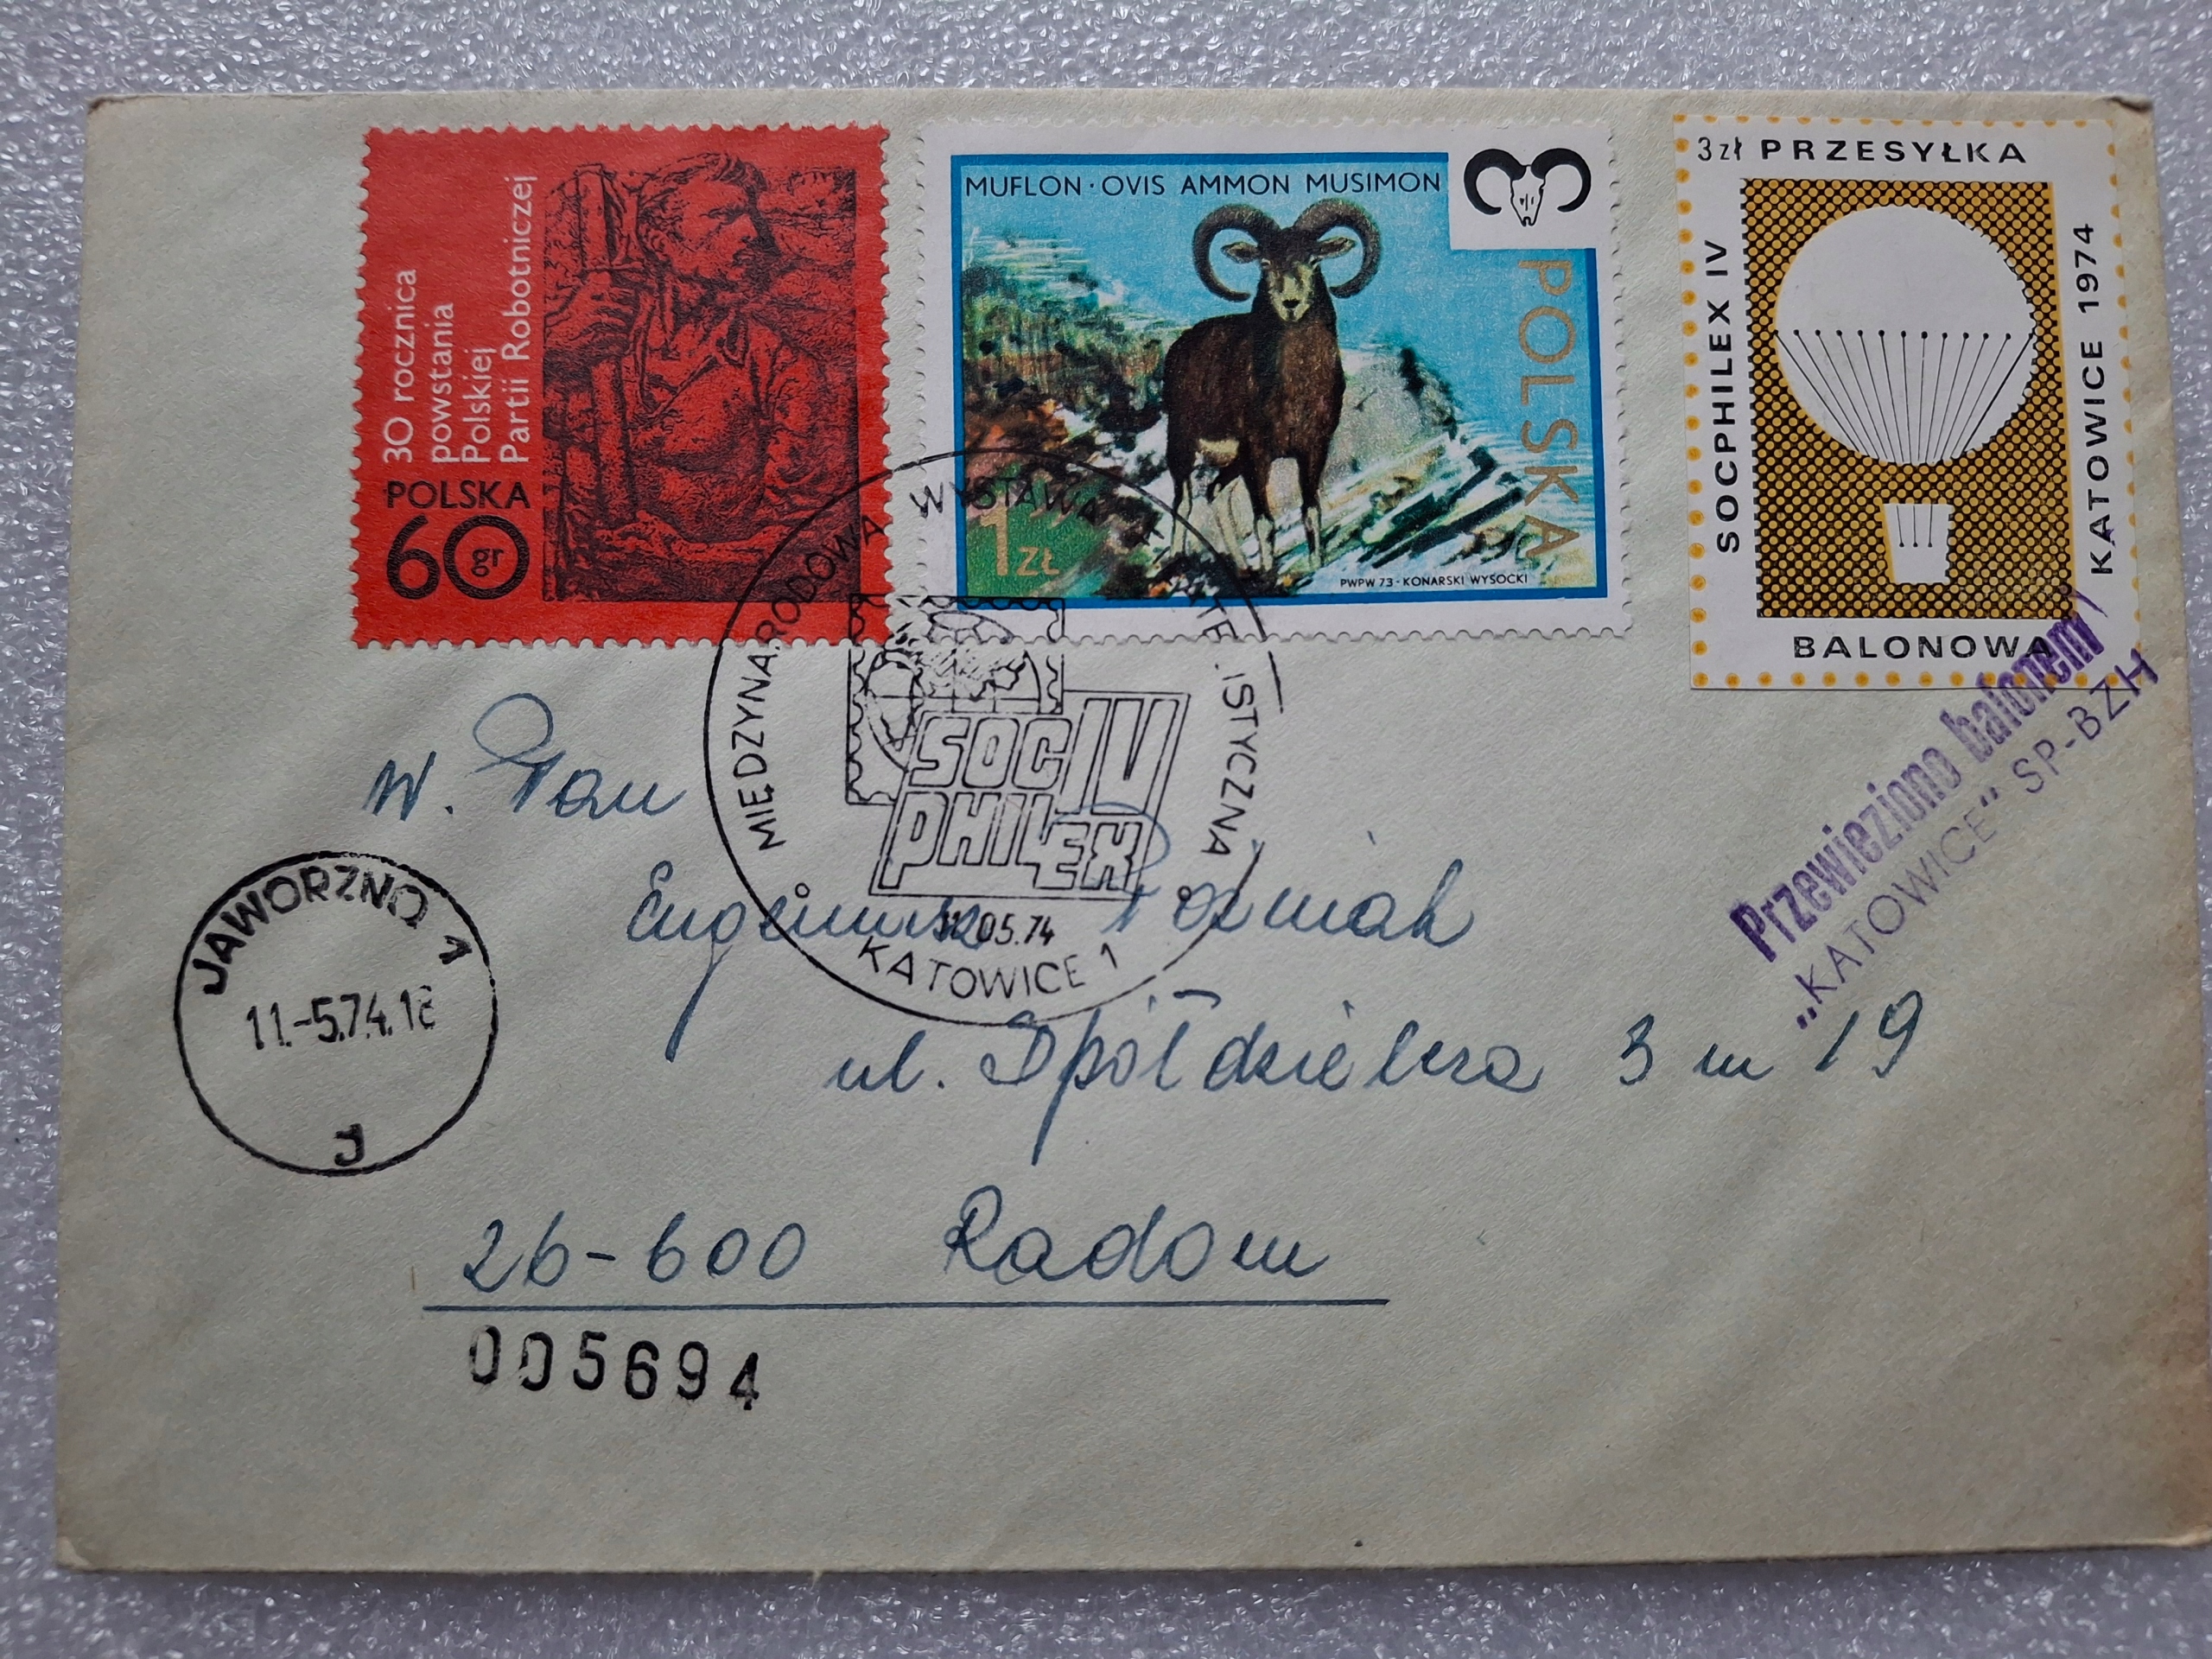 30 rocznica
powstania
Polskiej
Partii Robotniczej
POLSKA
60 gr
MUFLON · OVIS AMMON MUSIMON
POLSKA
1 ZŁ
PWPW 73 · KONARSKI WYSOCKI
3 zł PRZESYŁKA
SOCPHILEX IV
KATOWICE 1974
BALONOWA
MIĘDZYNARODOWA WYSTAWA
ISTYCZNA
SOC IV
PHILEX
05.74
KATOWICE 1
Przewieziono balonem
„KATOWICE" SP-BZH
W. Pan
Eugeniusz
ul. Spółdzielcza 3 m 19
26-600 Radom
JAWORZNO 1
11.-5.74.18
J
005694